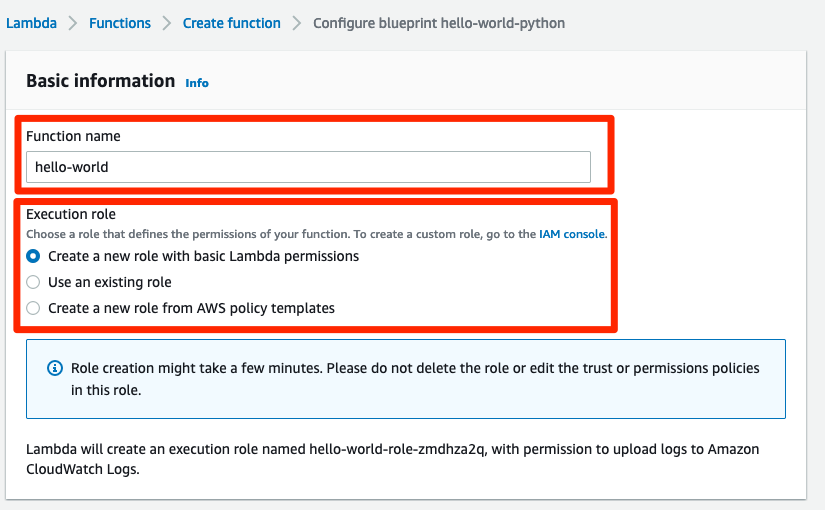 Lambda > Functions > Create function > Configure blueprint hello-world-python
Basic information Info
Function name
hello-world
Execution role
Choose a role that defines the permissions of your function. To create a custom role, go to the IAM console.
Create a new role with basic Lambda permissions
Use an existing role
Create a new role from AWS policy templates
Role creation might take a few minutes. Please do not delete the role or edit the trust or permissions policies
in this role.
Lambda will create an execution role named hello-world-role-zmdhza2q, with permission to upload logs to Amazon
CloudWatch Logs.